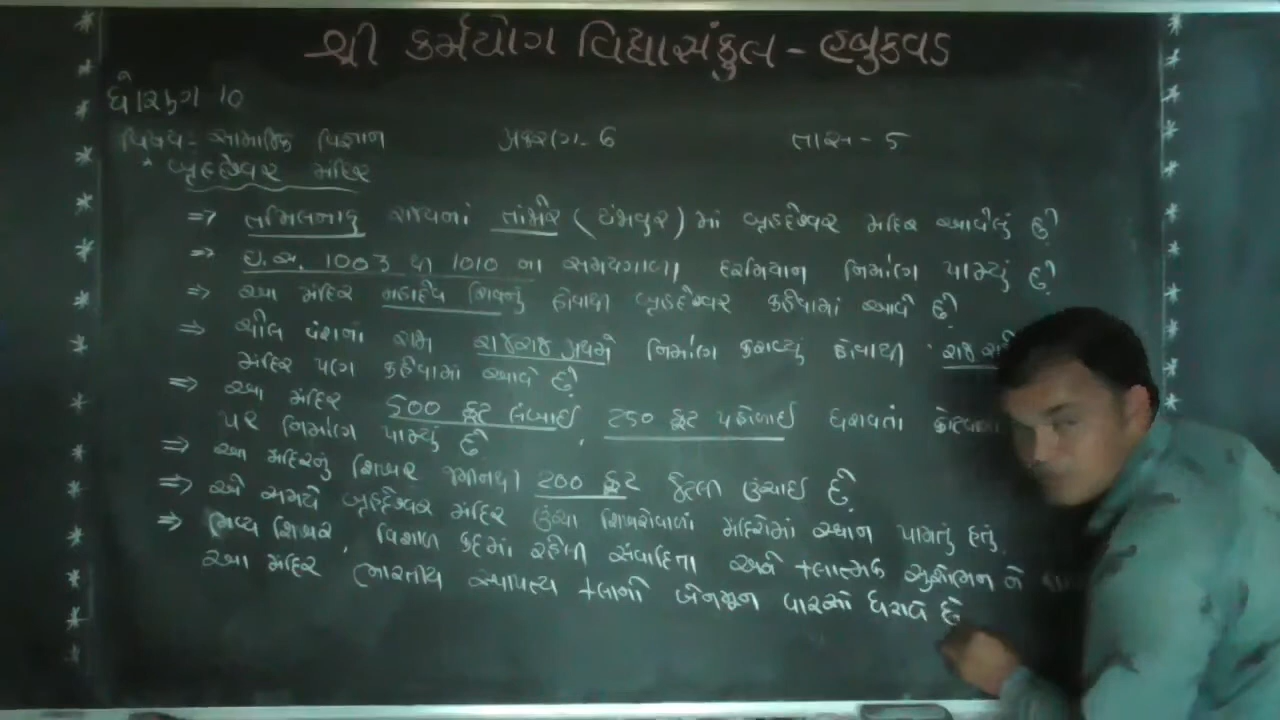 શ્રી કર્મયોગ વિદ્યાસંકુલ - હબુકવડ
ધોરણ 10
વિષય:- સામાજિક વિજ્ઞાન પ્રકરણ- 6 તાસ - 5
* બૃહદેશ્વર મંદિર
=> તમિલનાડુ રાજ્યનાં તાંજોર ( ) માં બૃહદેશ્વર મંદિર આવેલું છે
=> ઇ.સ. 1003 થી 1010 ના સમયગાળા દરમિયાન નિર્માણ પામ્યું છે
=> આ મંદિર મહાદેવ શિવનું હોવાથી બૃહદેશ્વર કહેવામાં આવે છે
=> ચોલ વંશના રાજા રાજરાજ પ્રથમે નિર્માણ કરાવ્યું હોવાથી
મંદિર પણ કહેવામાં આવે છે
=> આ મંદિર 500 ફૂટ લંબાઈ 250 ફૂટ પહોળાઈ ધરાવતાં
પર નિર્માણ પામ્યું છે
=> આ મંદિરનું શિખર જમીનથી 200 ફૂટ જેટલી ઉંચાઈ છે
=> એ સમયે બૃહદેશ્વર મંદિર ઉંચા શિખરોવાળાં મંદિરોમાં સ્થાન પામતું હતું.
=> ભવ્ય શિખર, વિશાળ કદમાં રહેલી સંવાદિતા અને કલાત્મક સુશોભન ને
આ મંદિર ભારતીય સ્થાપત્ય કલાનો બેનમૂન વારસો ધરાવે છે